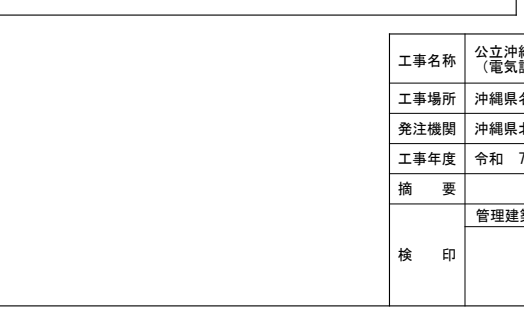 工事名称 公立沖縄
（電気設
工事場所 沖縄県名
発注機関 沖縄県北
工事年度 令和 7
摘 要
管理建築
検 印